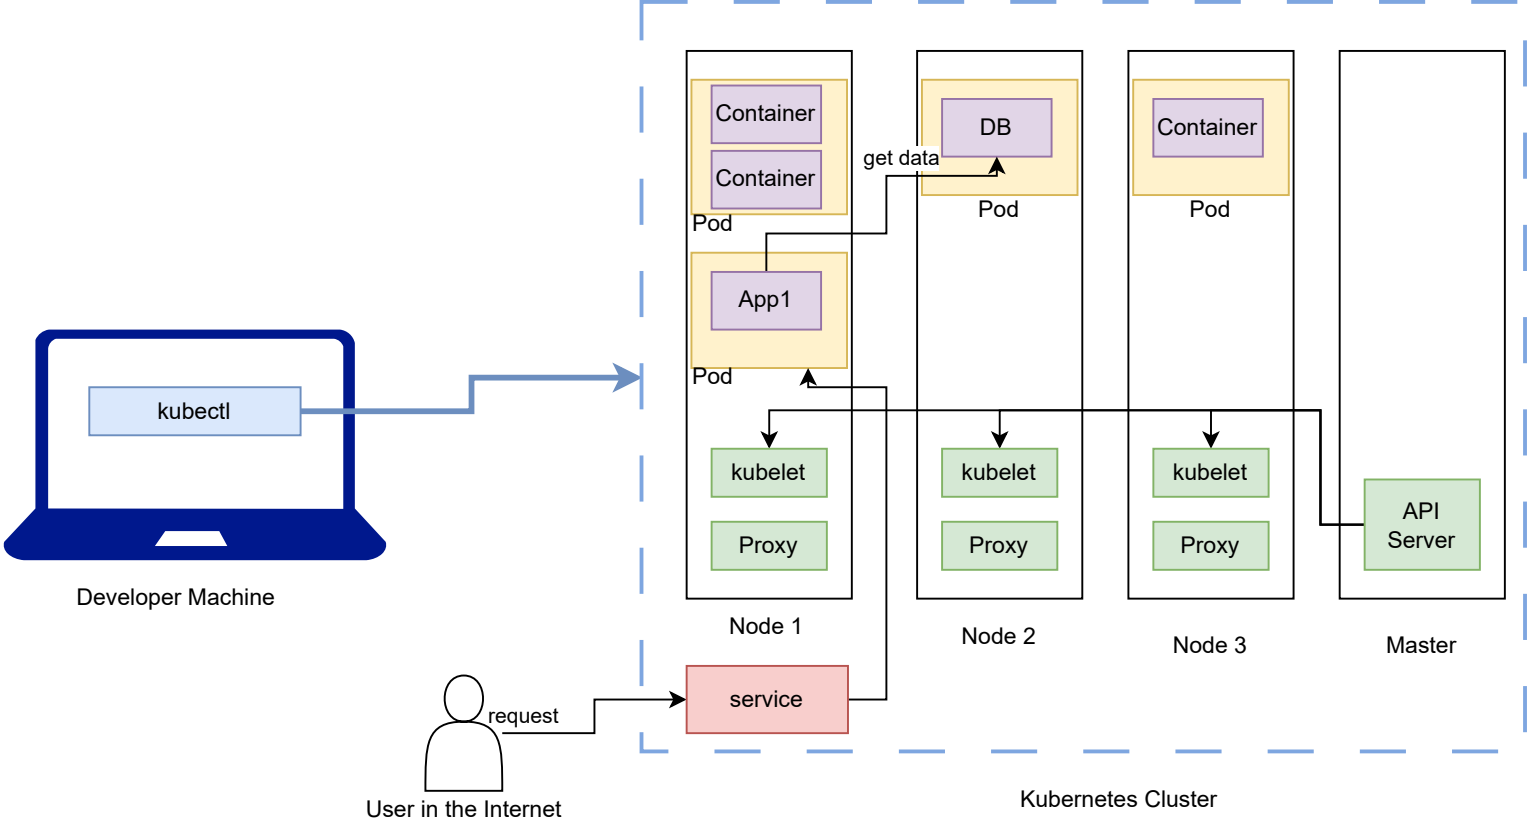 Container
Container
Pod
get data
DB
Pod
Container
Pod
App1
Pod
kubectl
kubelet
kubelet
kubelet
API
Server
Proxy
Proxy
Proxy
Developer Machine
Node 1
Node 2
Node 3
Master
request
service
User in the Internet
Kubernetes Cluster